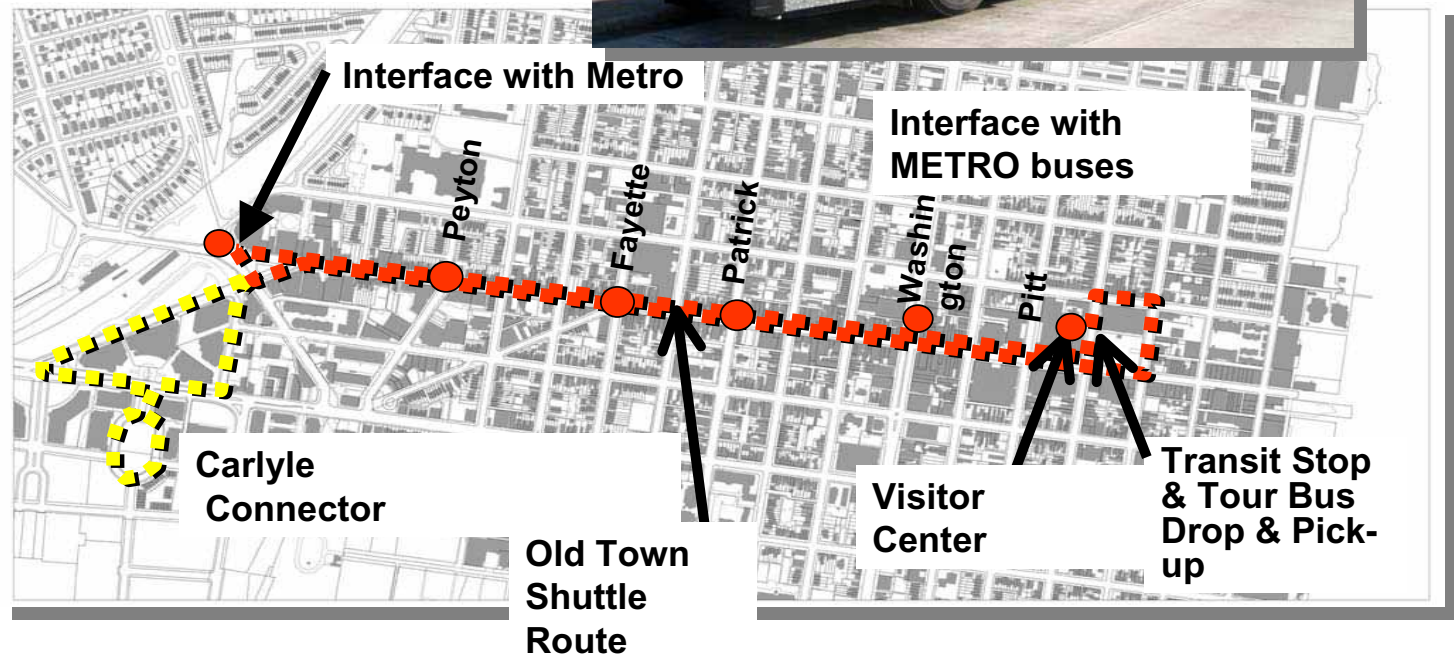 Interface with Metro
Interface with
METRO buses
Peyton
Fayette
Patrick
Washin
gton
Pitt
Carlyle
Connector
Old Town
Shuttle
Route
Visitor
Center
Transit Stop
& Tour Bus
Drop & Pick-
up